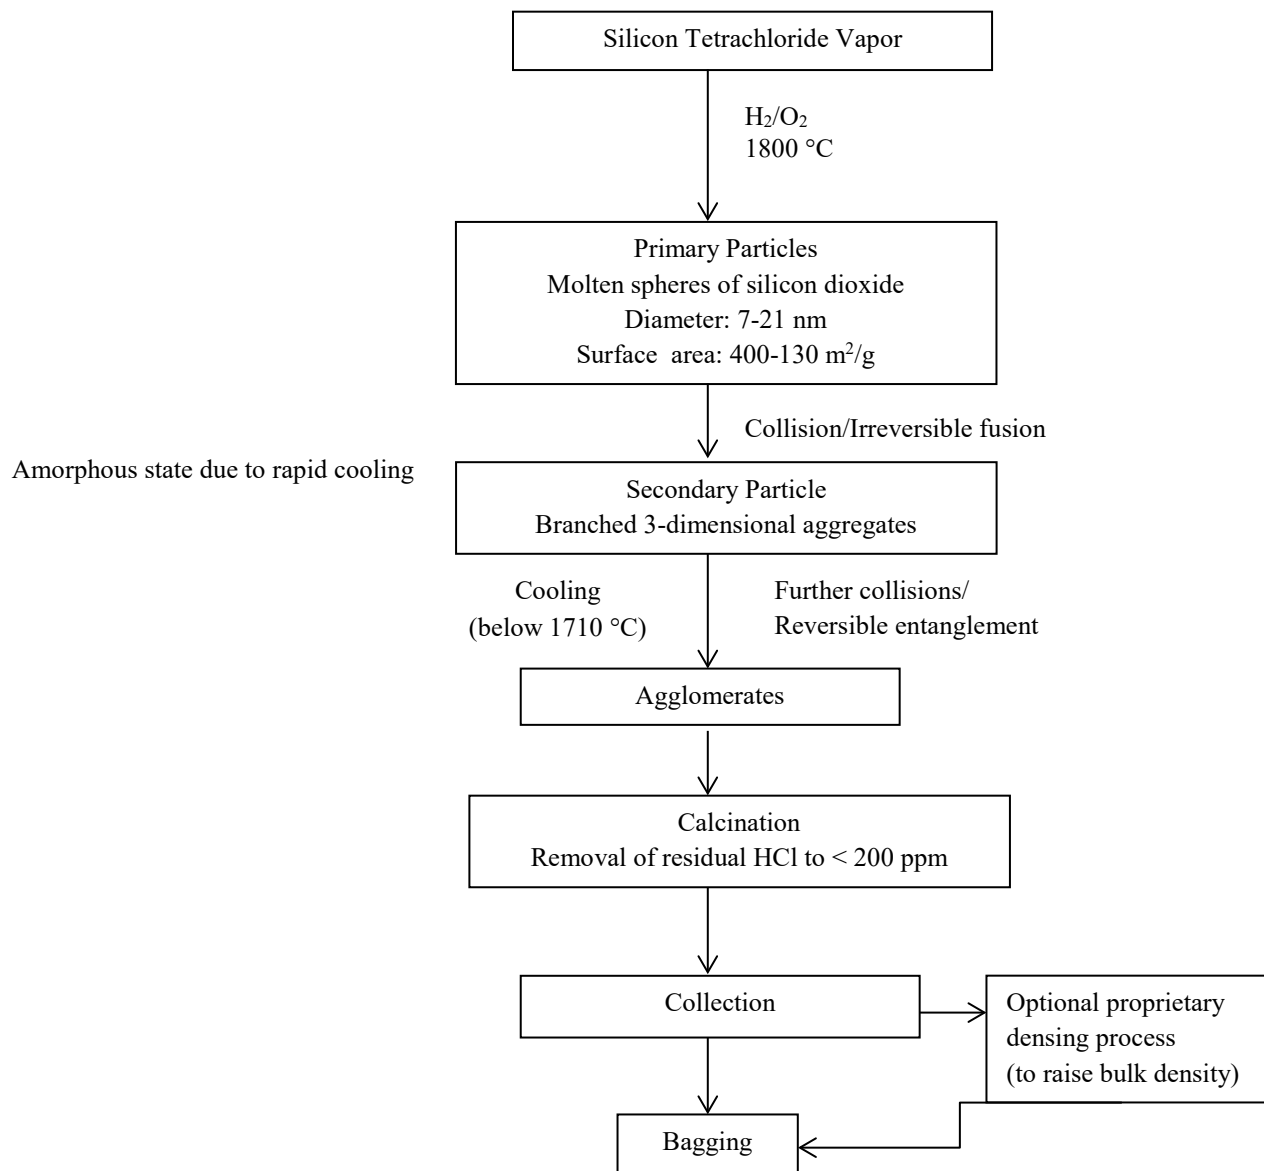 Silicon Tetrachloride Vapor
H₂/O₂
1800 °C
Primary Particles
Molten spheres of silicon dioxide
Diameter: 7-21 nm
Surface area: 400-130 m²/g
Collision/Irreversible fusion
Amorphous state due to rapid cooling
Secondary Particle
Branched 3-dimensional aggregates
Cooling
(below 1710 °C)
Further collisions/
Reversible entanglement
Agglomerates
Calcination
Removal of residual HCl to < 200 ppm
Collection
Optional proprietary
densing process
(to raise bulk density)
Bagging